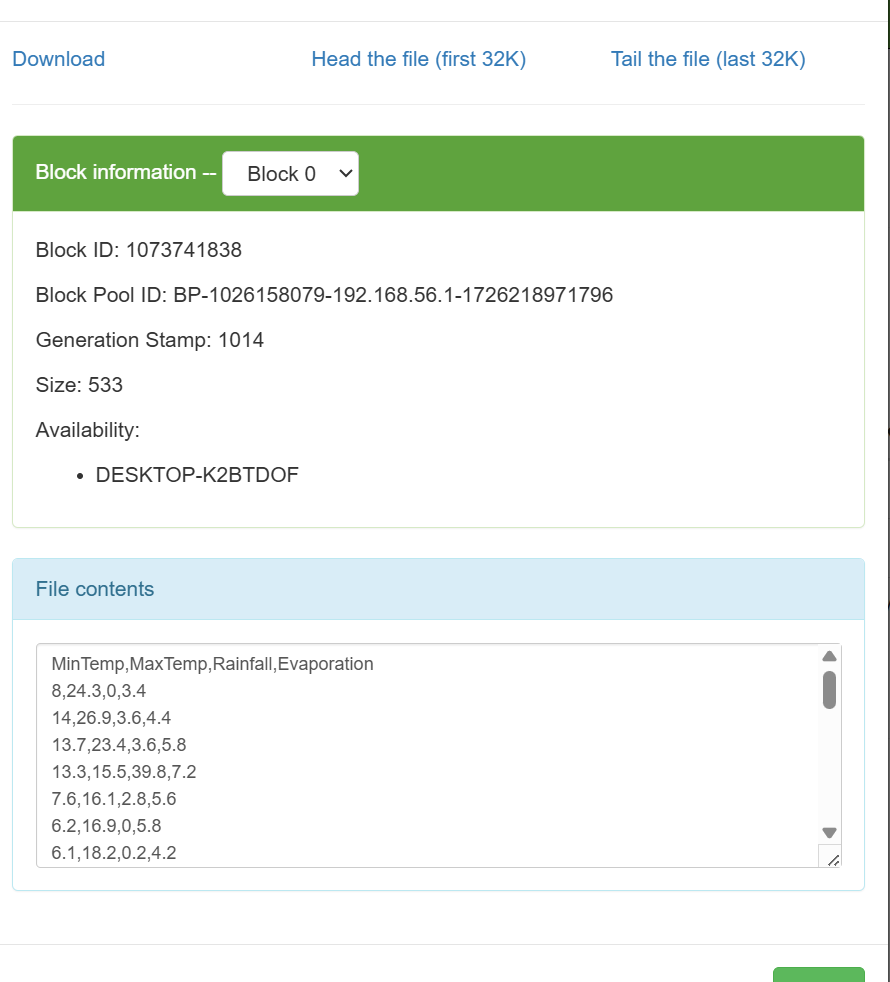 Download Head the file (first 32K) Tail the file (last 32K)
Block information -- Block 0
Block ID: 1073741838
Block Pool ID: BP-1026158079-192.168.56.1-1726218971796
Generation Stamp: 1014
Size: 533
Availability:
• DESKTOP-K2BTDOF
File contents
MinTemp,MaxTemp,Rainfall,Evaporation
8,24.3,0,3.4
14,26.9,3.6,4.4
13.7,23.4,3.6,5.8
13.3,15.5,39.8,7.2
7.6,16.1,2.8,5.6
6.2,16.9,0,5.8
6.1,18.2,0.2,4.2